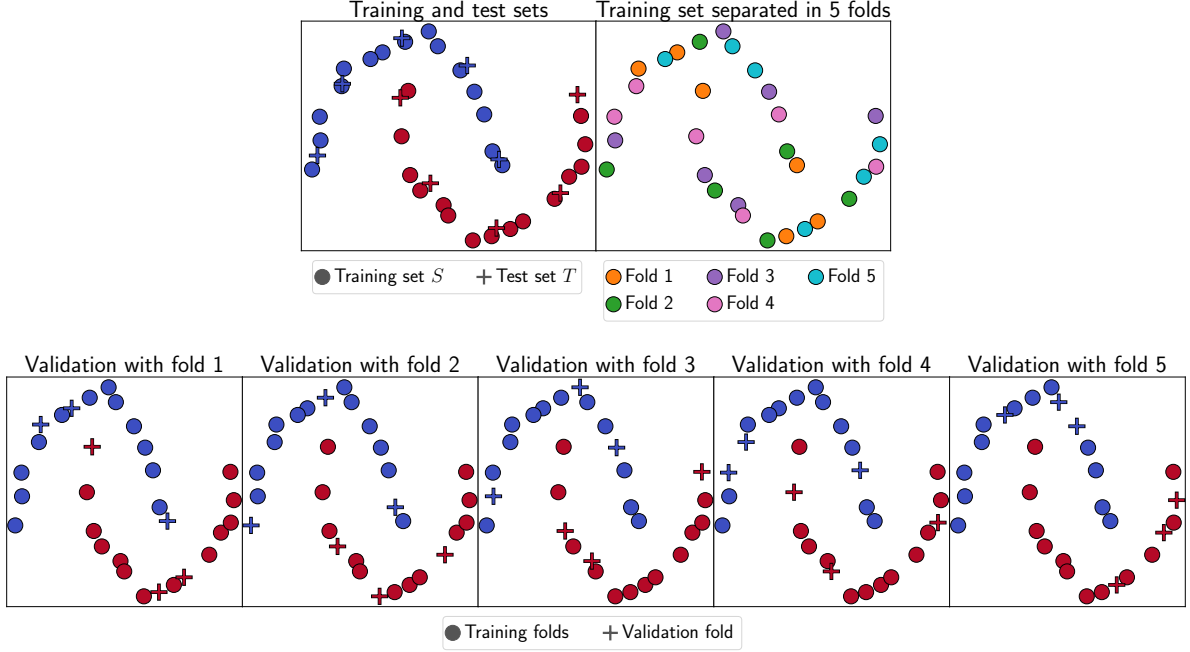 Training and test sets
Training set separated in 5 folds
Training set S
Test set T
Fold 1
Fold 3
Fold 5
Fold 2
Fold 4
Validation with fold 1
Validation with fold 2
Validation with fold 3
Validation with fold 4
Validation with fold 5
Training folds
Validation fold